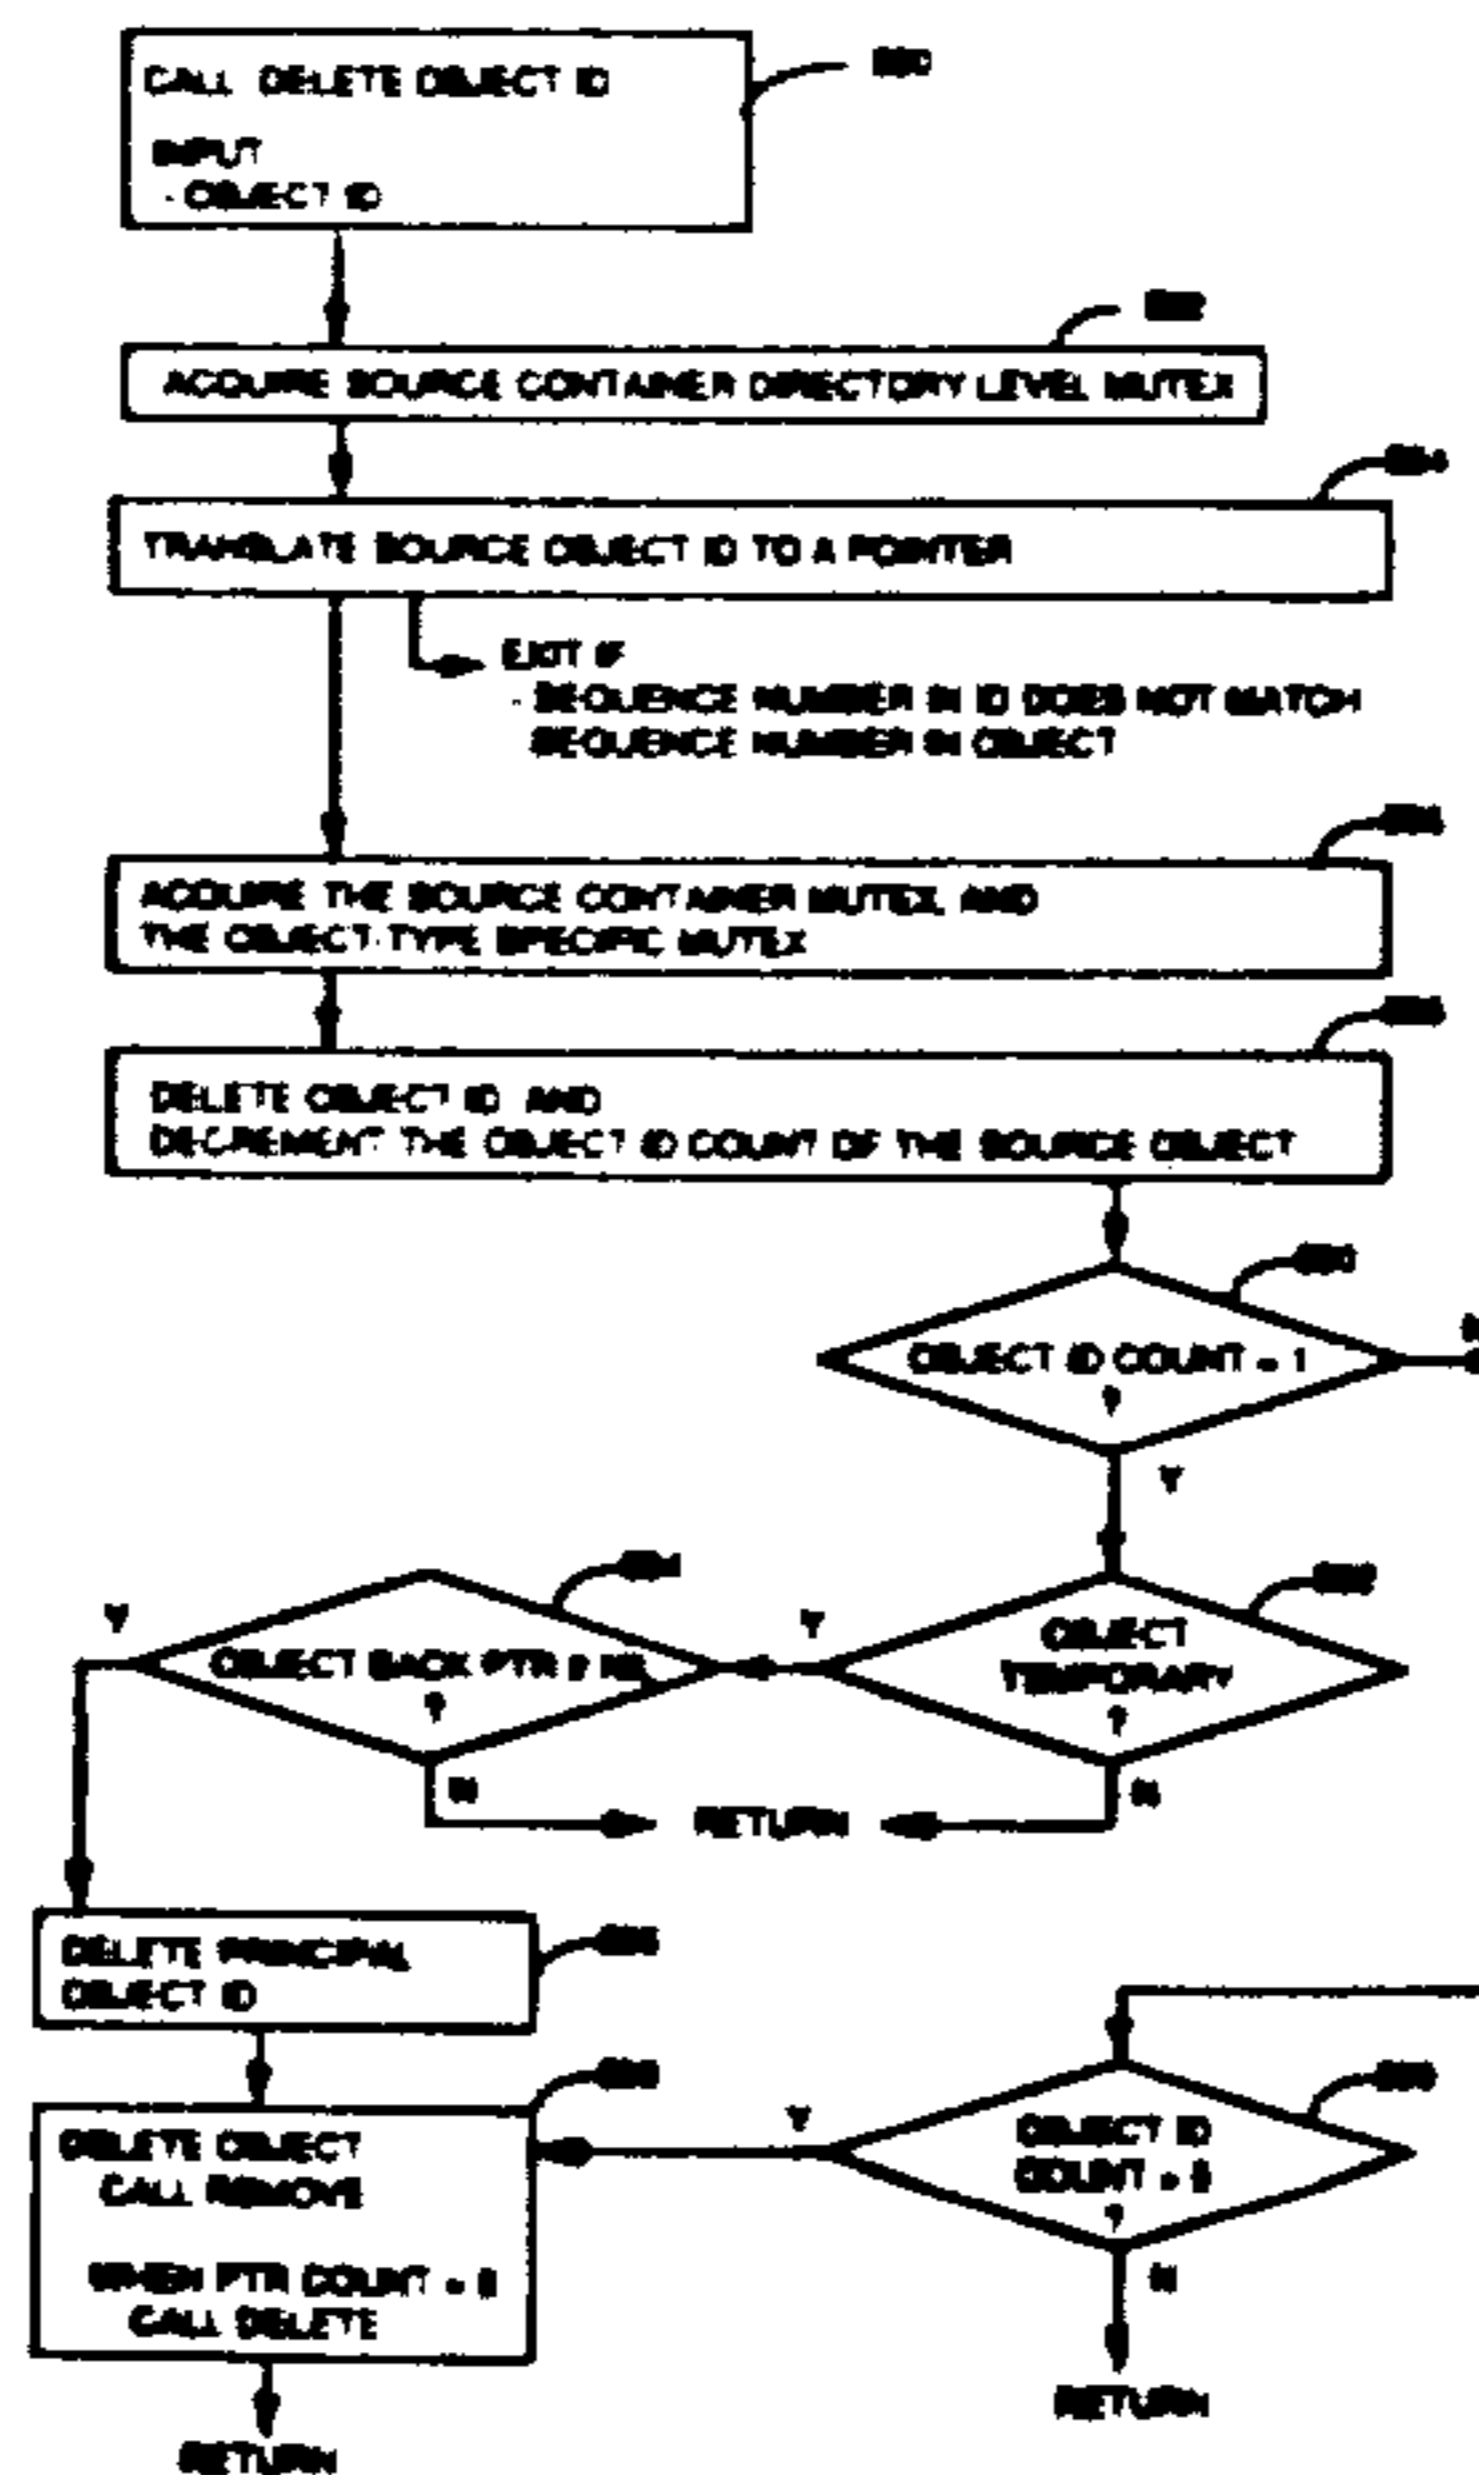 CALL DELETE OBJECT ID
INPUT
- OBJECT ID
ACQUIRE SOURCE CONTAINER DIRECTORY LEVEL MUTEX
TRANSLATE SOURCE OBJECT ID TO A POINTER
EXIT IF
- SEQUENCE NUMBER IN ID DOES NOT MATCH
SEQUENCE NUMBER IN OBJECT
ACQUIRE THE SOURCE CONTAINER MUTEX, AND
THE OBJECT-TYPE SPECIFIC MUTEX
DELETE OBJECT ID AND
DECREMENT THE OBJECT ID COUNT OF THE SOURCE OBJECT
OBJECT ID COUNT = 1
?
Y
Y
Y
OBJECT
TEMPORARY
?
OBJECT BACK PTR
?
N
RETURN
N
DELETE PRINCIPAL
OBJECT ID
DELETE OBJECT
CALL REMOVE
WHEN PTR COUNT = 0
CALL DELETE
RETURN
Y
OBJECT ID
COUNT = 0
?
N
RETURN